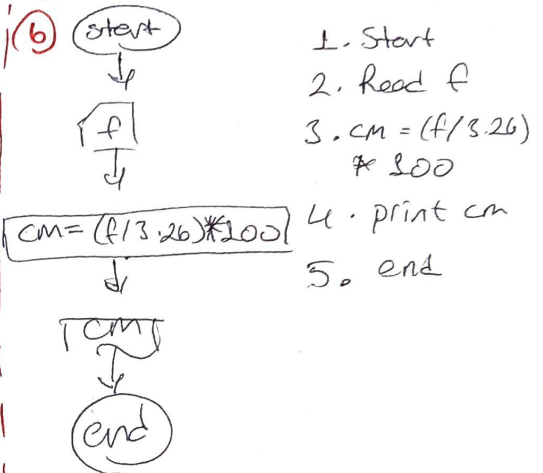 6
start
f
cm= (f/3.26)*100
cm
end
1. Start
2. Read f
3. cm = (f/3.26)
* 100
4. print cm
5. end